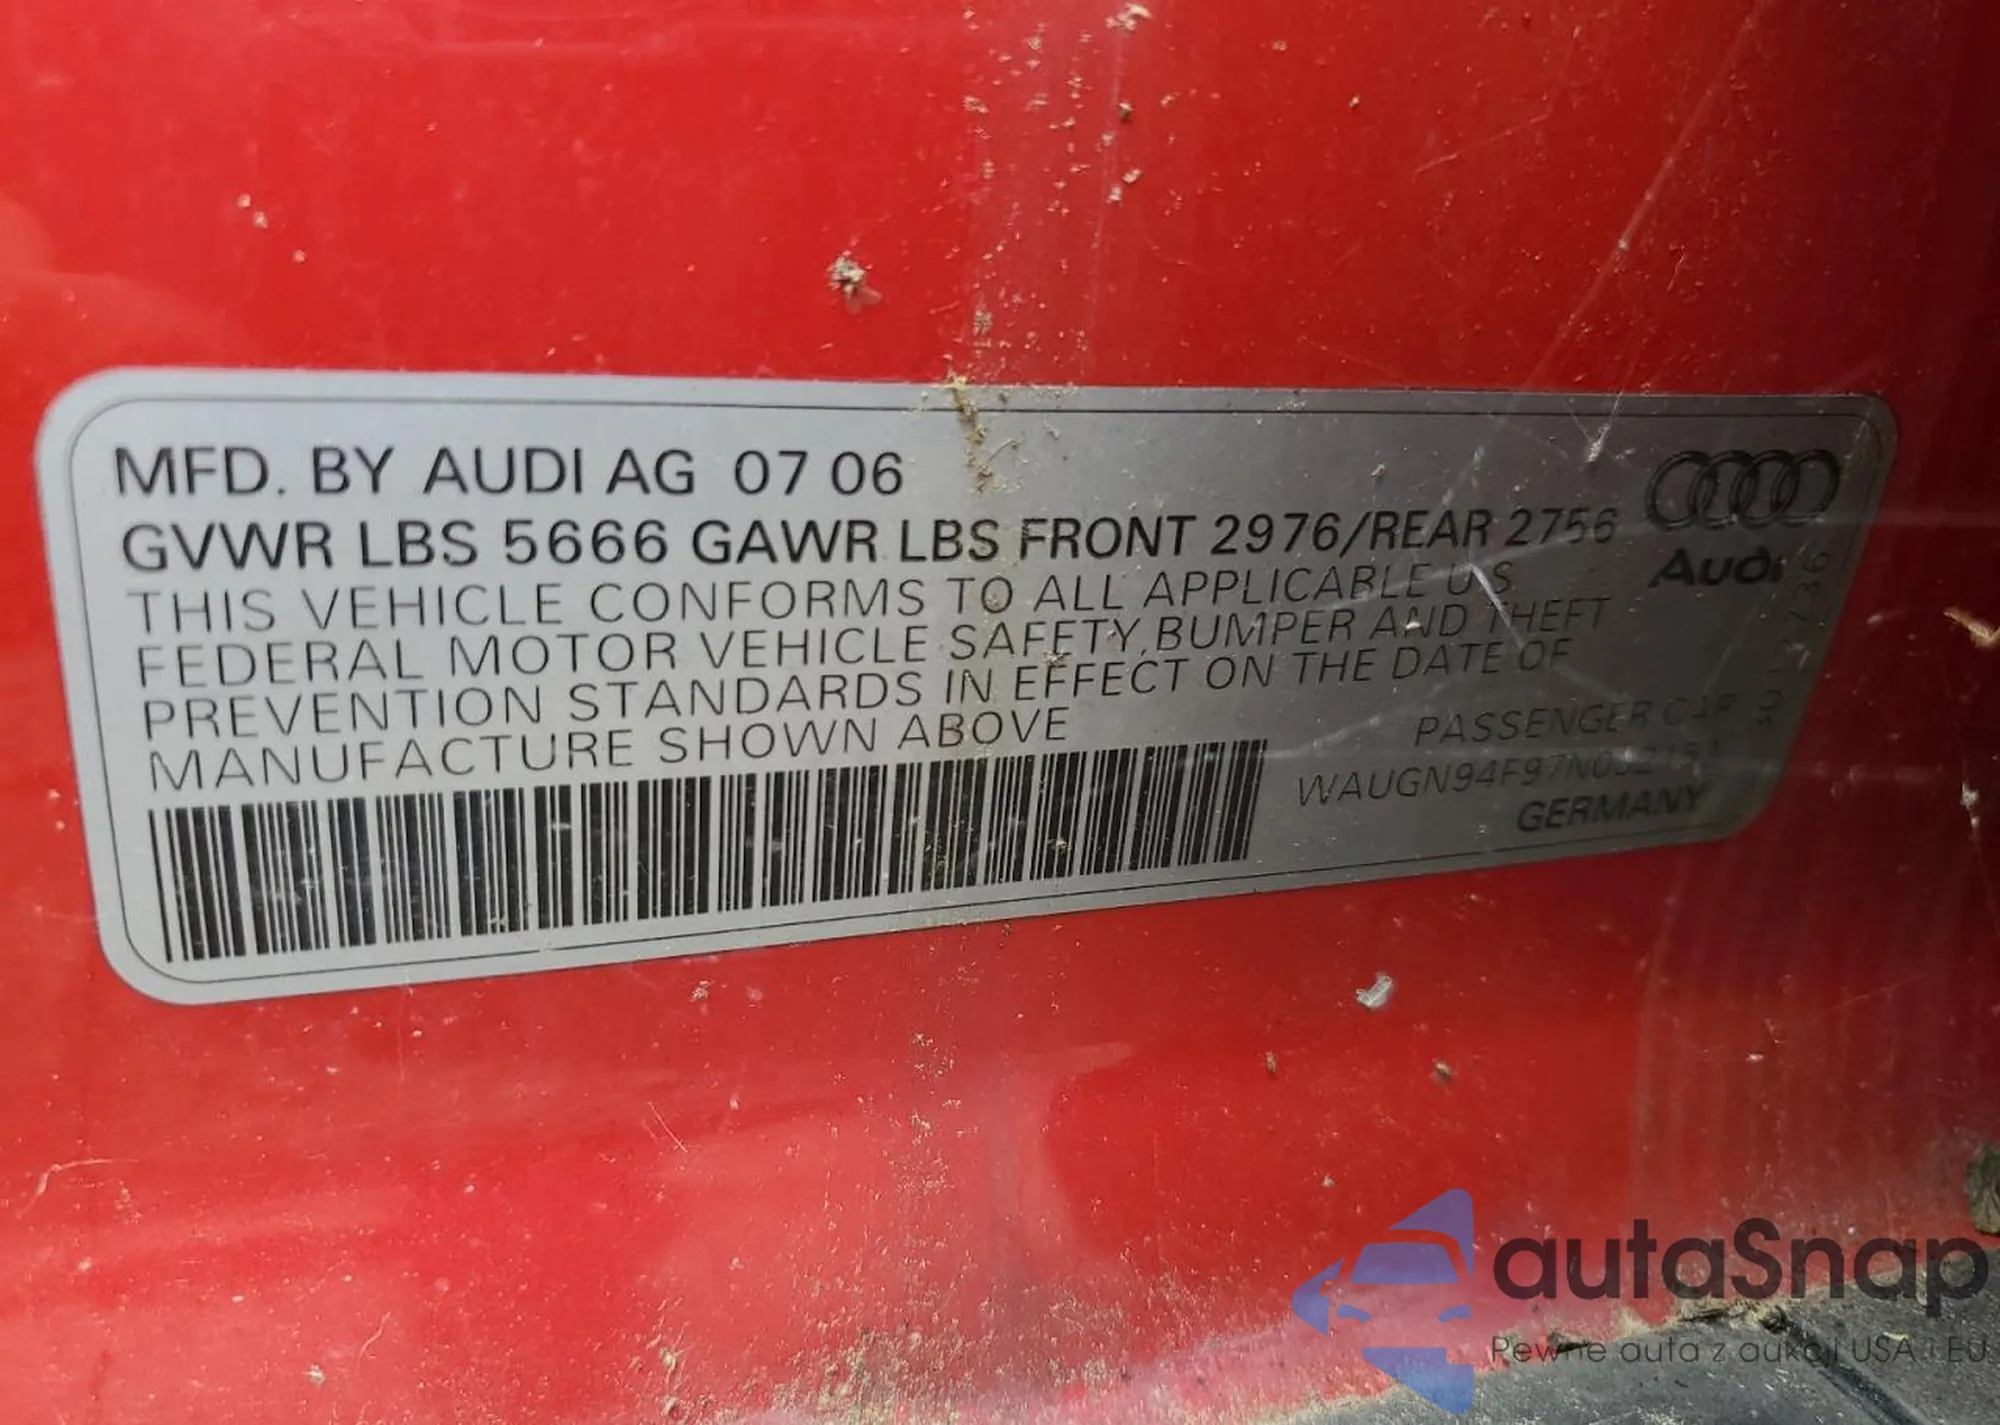 MFD. BY AUDI AG 07 06
GVWR LBS 5666 GAWR LBS FRONT 2976/REAR 2756
THIS VEHICLE CONFORMS TO ALL APPLICABLE U.S.
FEDERAL MOTOR VEHICLE SAFETY, BUMPER AND THEFT
PREVENTION STANDARDS IN EFFECT ON THE DATE OF
MANUFACTURE SHOWN ABOVE
Audi
PASSENGER CAR
GERMANY
autaSnap
Pewne auta z aukcji USA i EU